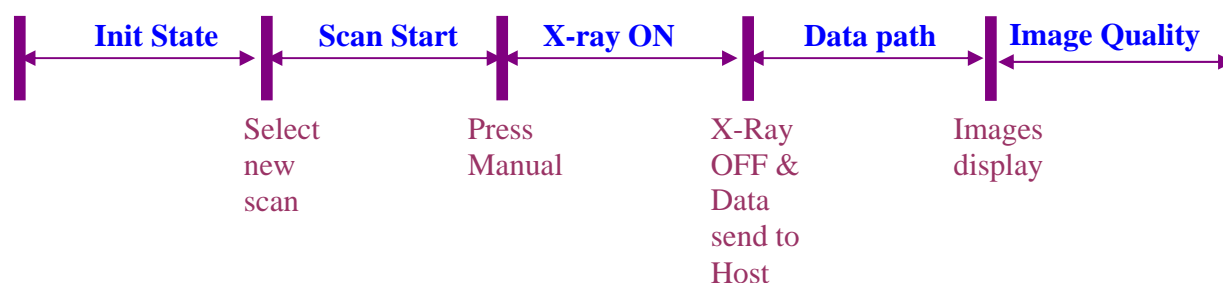 Init State
Scan Start
X-ray ON
Data path
Image Quality
Select
new
scan
Press
Manual
X-Ray
OFF &
Data
send to
Host
Images
display